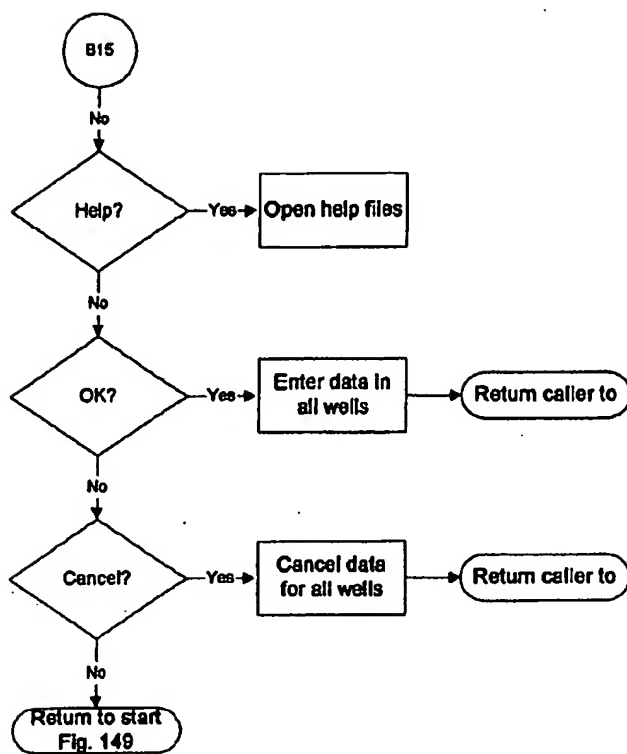 B15
No
Help?
Yes
Open help files
No
OK?
Yes
Enter data in
all wells
Return caller to
No
Cancel?
Yes
Cancel data
for all wells
Return caller to
No
Return to start
Fig. 149